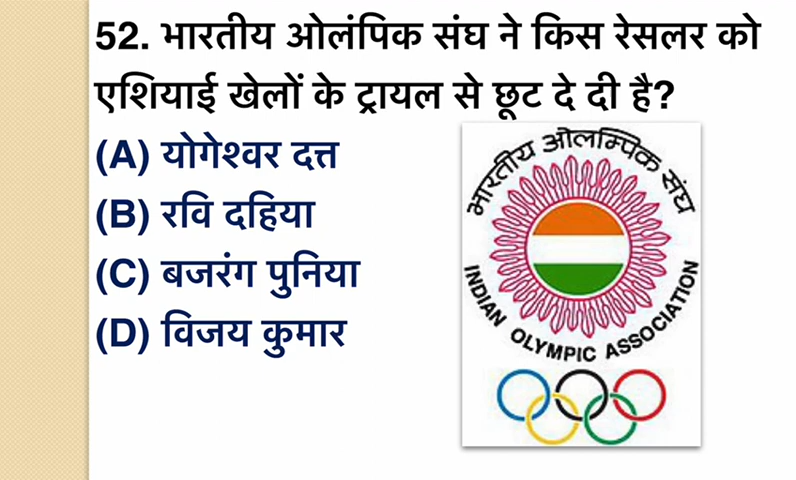 52. भारतीय ओलंपिक संघ ने किस रेसलर को
एशियाई खेलों के ट्रायल से छूट दे दी है?
(A) योगेश्वर दत्त
(B) रवि दहिया
(C) बजरंग पुनिया
(D) विजय कुमार
भारतीय ओलम्पिक संघ
INDIAN OLYMPIC ASSOCIATION